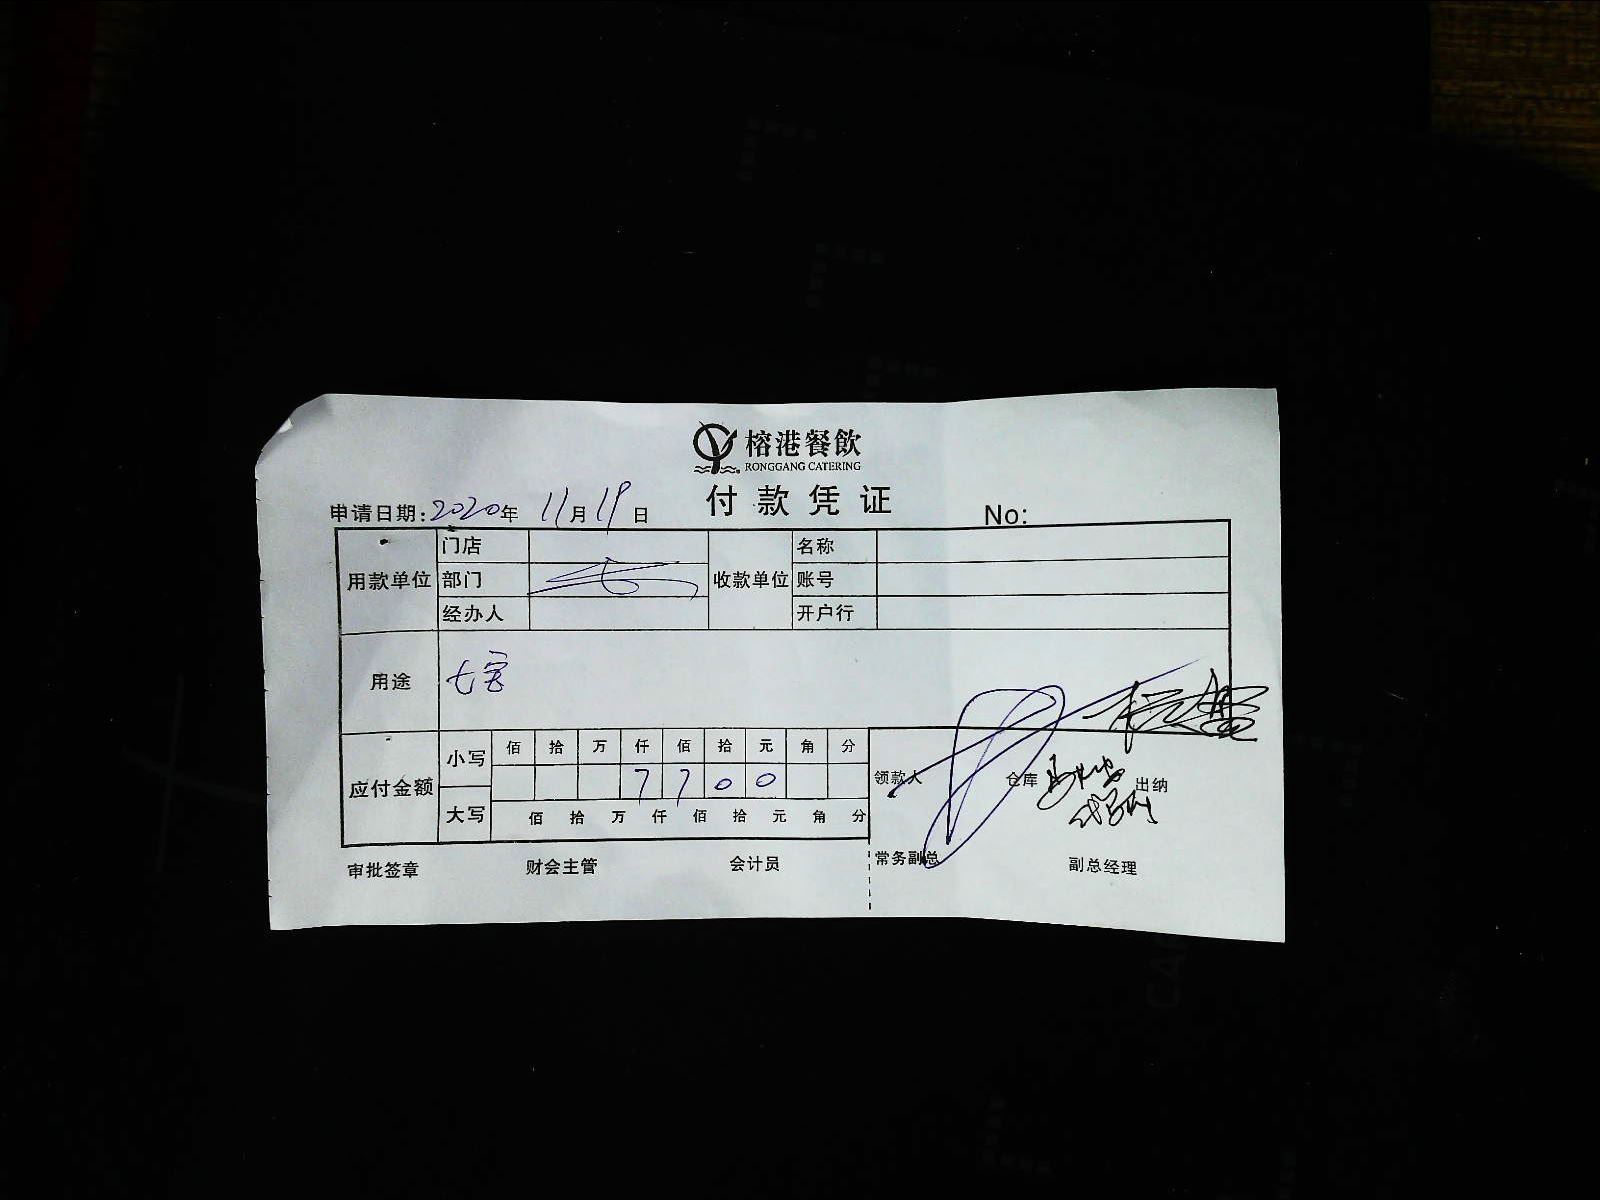 榕港餐飲
RONGGANG CATERING
付款凭证
申请日期:2020年 11月19日 No:
用款单位 门店 收款单位 名称
部门 账号
经办人 开户行
用途 七宝
应付金额 小写 佰 拾 万 仟 佰 拾 元 角 分
7 7 0 0
领款人 仓库 出纳
大写 佰 拾 万 仟 佰 拾 元 角 分
审批签章 财会主管 会计员 常务副总 副总经理